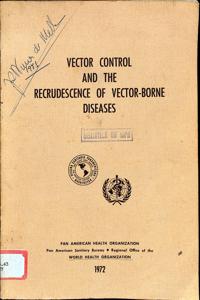 1972
VECTOR CONTROL
AND THE
RECRUDESCENCE OF VECTOR-BORNE
DISEASES
PAN AMERICAN HEALTH ORGANIZATION
Pan American Sanitary Bureau • Regional Office of the
WORLD HEALTH ORGANIZATION
1972